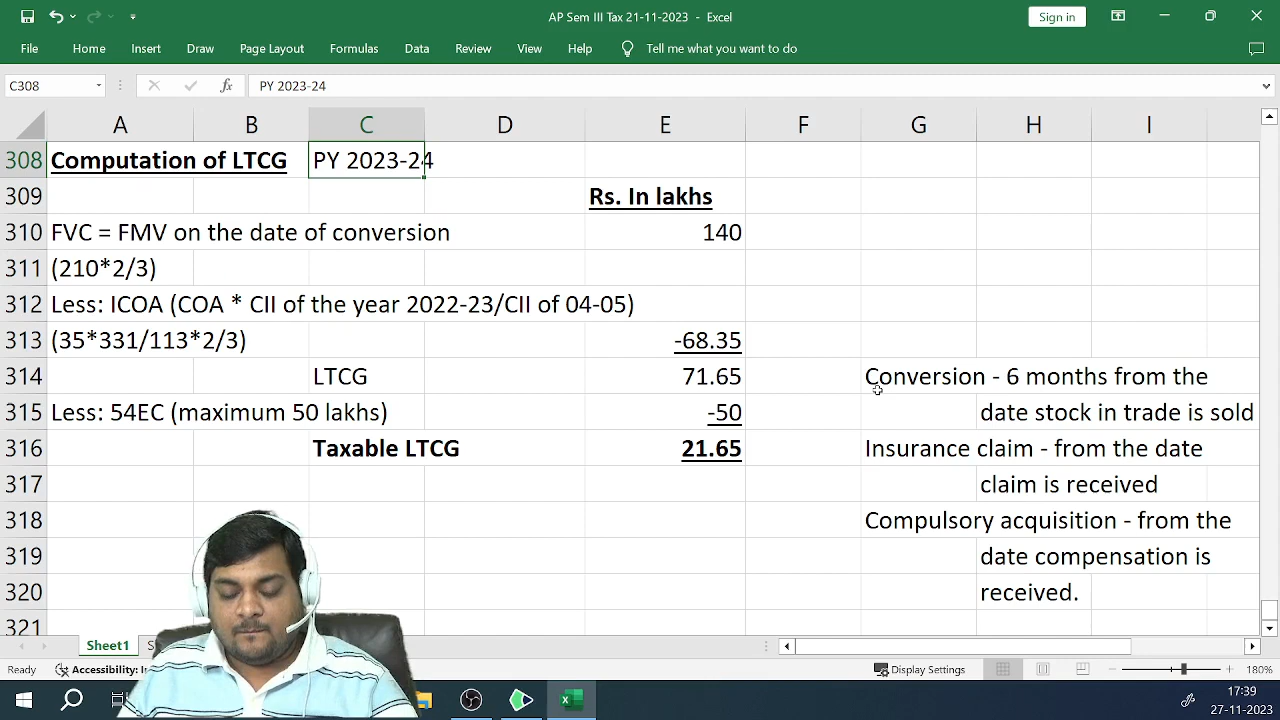 AP Sem III Tax 21-11-2023 - Excel
Sign in
File Home Insert Draw Page Layout Formulas Data Review View Help Tell me what you want to do
C308 fx PY 2023-24
A B C D E F G H I
308 Computation of LTCG PY 2023-24
309 Rs. In lakhs
310 FVC = FMV on the date of conversion 140
311 (210*2/3)
312 Less: ICOA (COA * CII of the year 2022-23/CII of 04-05)
313 (35*331/113*2/3) -68.35
314 LTCG 71.65 Conversion - 6 months from the
315 Less: 54EC (maximum 50 lakhs) -50 date stock in trade is sold
316 Taxable LTCG 21.65 Insurance claim - from the date
317 claim is received
318 Compulsory acquisition - from the
319 date compensation is
320 received.
321
Sheet1
Ready Accessibility: Display Settings 180%
17:39
27-11-2023